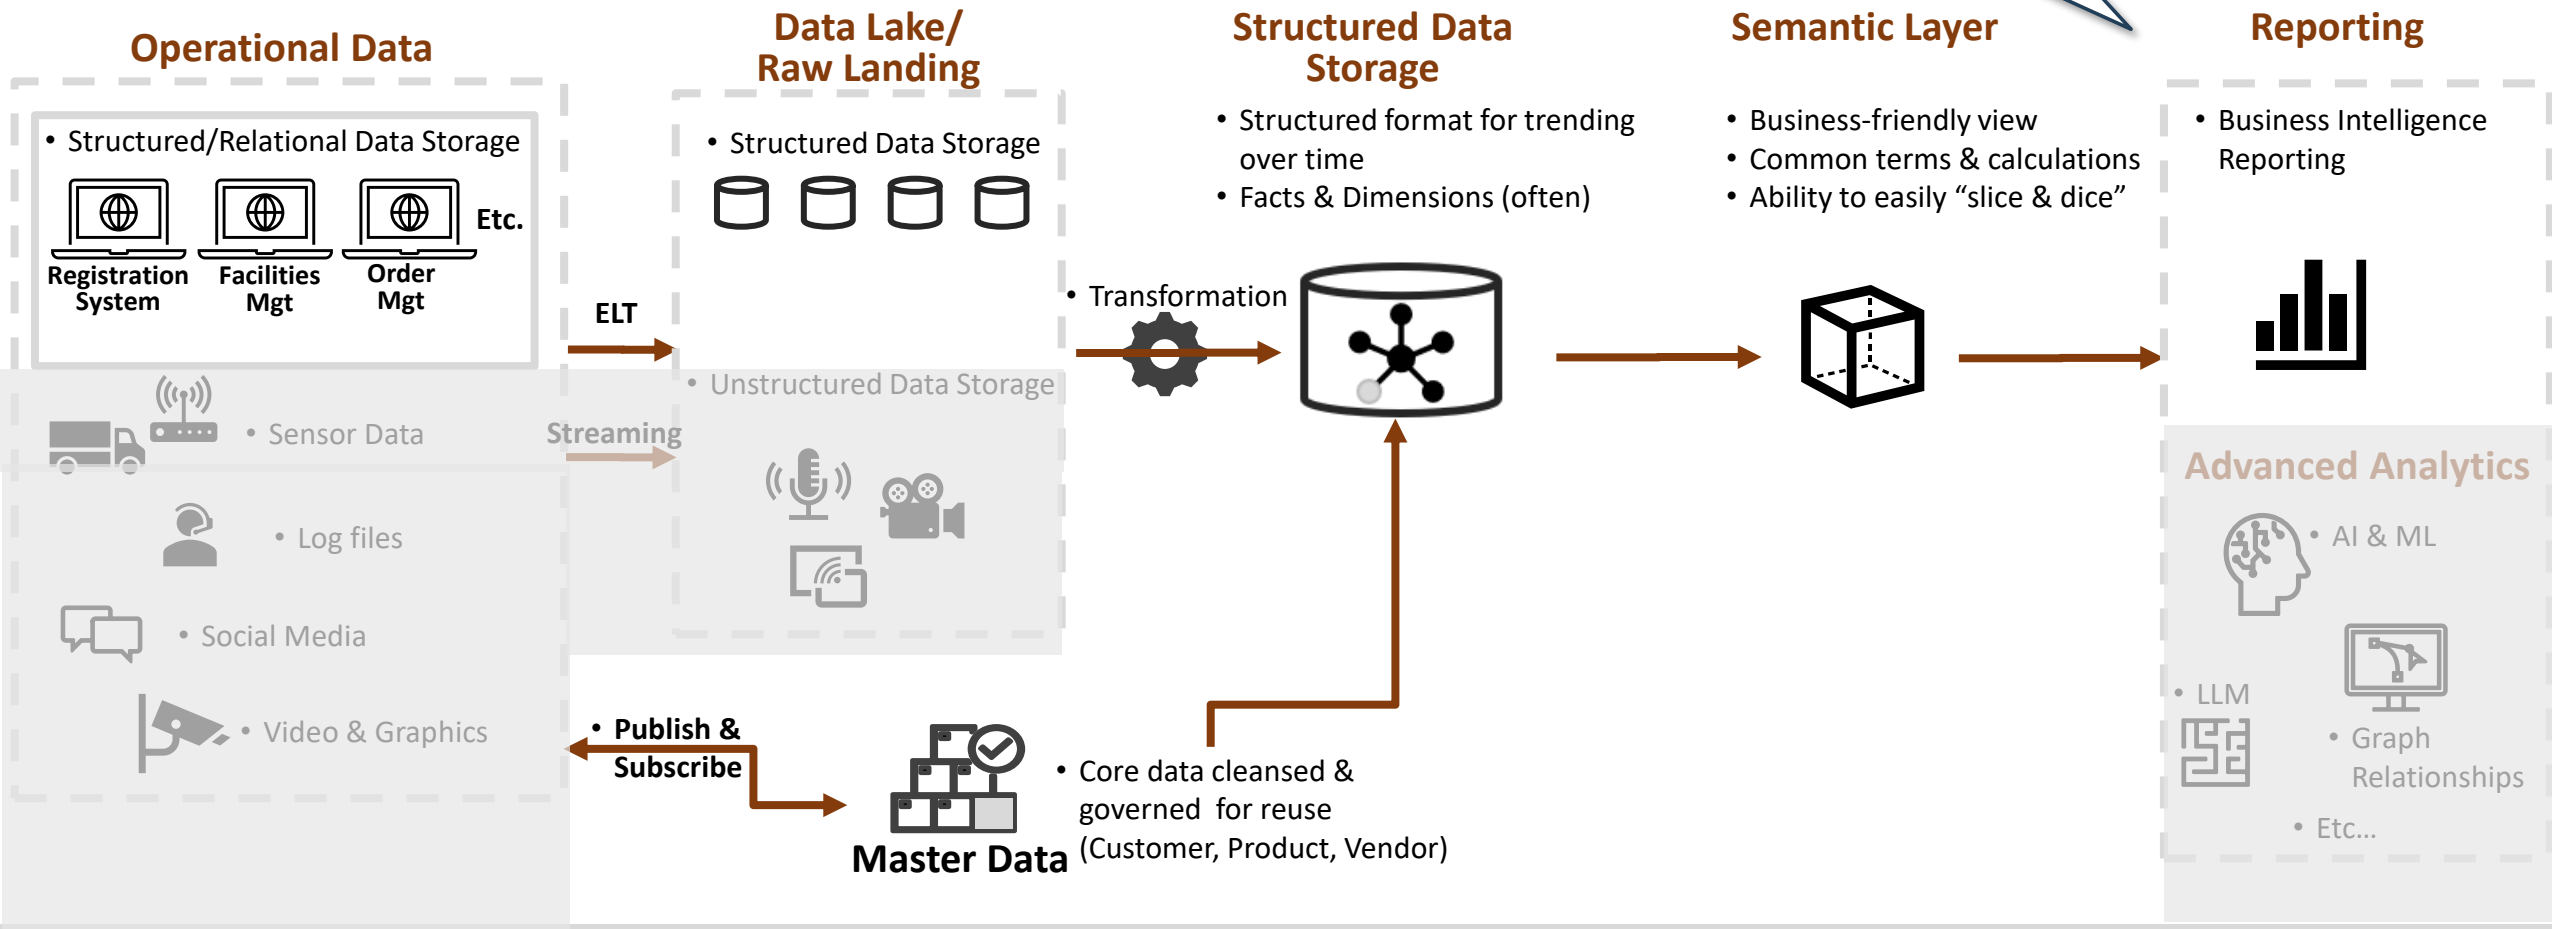 Operational Data
• Structured/Relational Data Storage
Etc.
Registration
System
Facilities
Mgt
Order
Mgt
• Sensor Data
• Log files
• Social Media
• Video & Graphics
ELT
Streaming
Data Lake/
Raw Landing
• Structured Data Storage
• Unstructured Data Storage
• Transformation
Structured Data
Storage
• Structured format for trending
over time
• Facts & Dimensions (often)
Semantic Layer
• Business-friendly view
• Common terms & calculations
• Ability to easily “slice & dice”
Reporting
• Business Intelligence
Reporting
Advanced Analytics
• AI & ML
• LLM
• Graph
Relationships
• Etc...
• Publish &
Subscribe
Master Data
• Core data cleansed &
governed for reuse
(Customer, Product, Vendor)